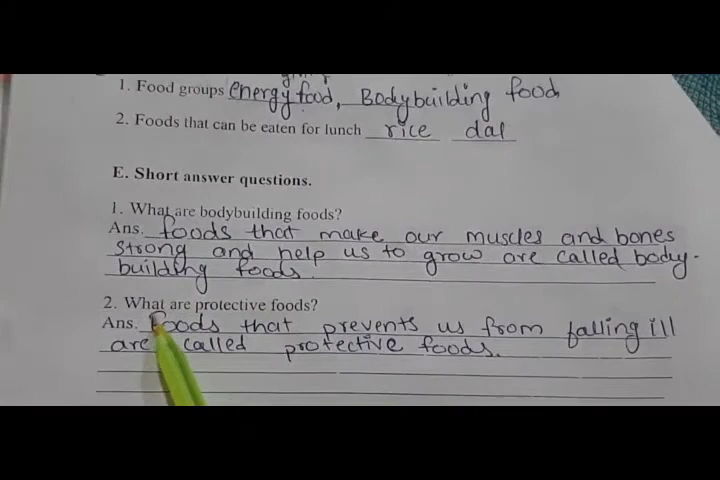 1. Food groups energy food, Bodybuilding food
2. Foods that can be eaten for lunch rice dal
E. Short answer questions.
1. What are bodybuilding foods?
Ans. foods that make our muscles and bones
strong and help us to grow are called body-
building foods.
2. What are protective foods?
Ans. Foods that prevents us from falling ill
are called protective foods.